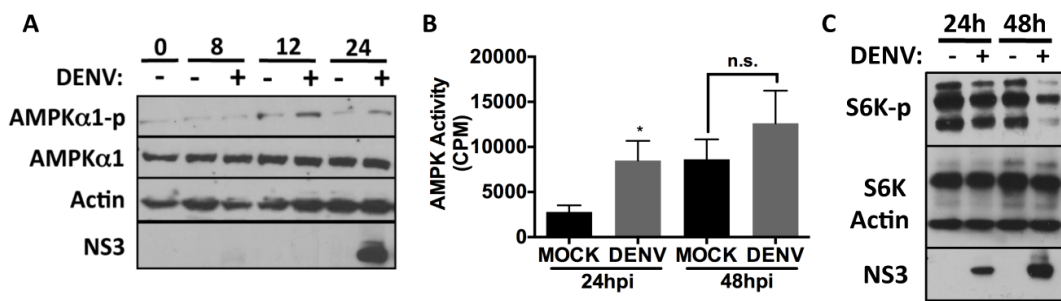 A
0 8 12 24
DENV: - - + - + - +
AMPKα1-p
AMPKα1
Actin
NS3
B
AMPK Activity
(CPM)
20000
15000
10000
5000
0
*
n.s.
MOCK DENV MOCK DENV
24hpi 48hpi
C
24h 48h
DENV: - + - +
S6K-p
S6K
Actin
NS3